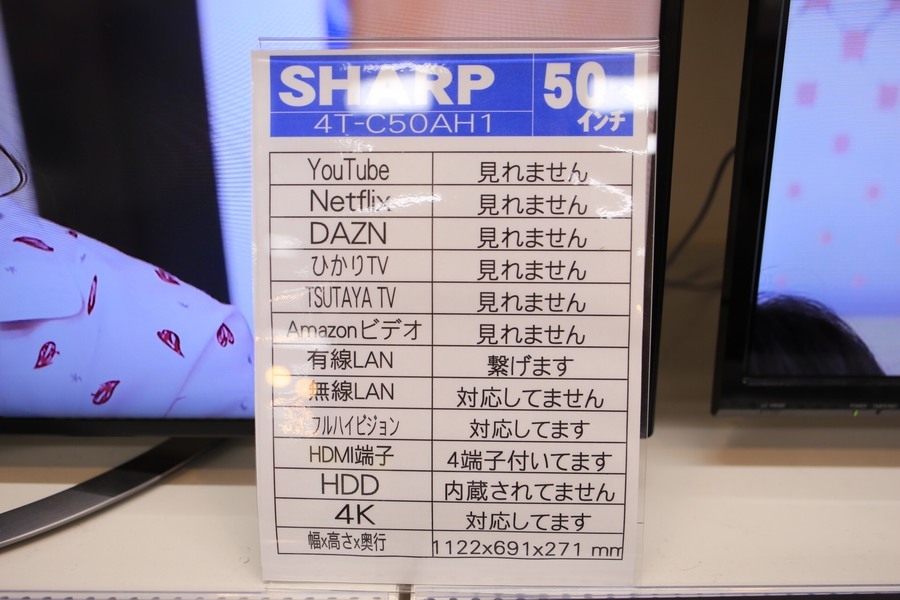 SHARP 50
4T-C50AH1 インチ
YouTube 見れません
Netflix 見れません
DAZN 見れません
ひかりTV 見れません
TSUTAYA TV 見れません
Amazonビデオ 見れません
有線LAN 繋げます
無線LAN 対応してません
フルハイビジョン 対応してます
HDMI端子 4端子付いてます
HDD 内蔵されてません
4K 対応してます
幅x高さx奥行 1122x691x271 mm